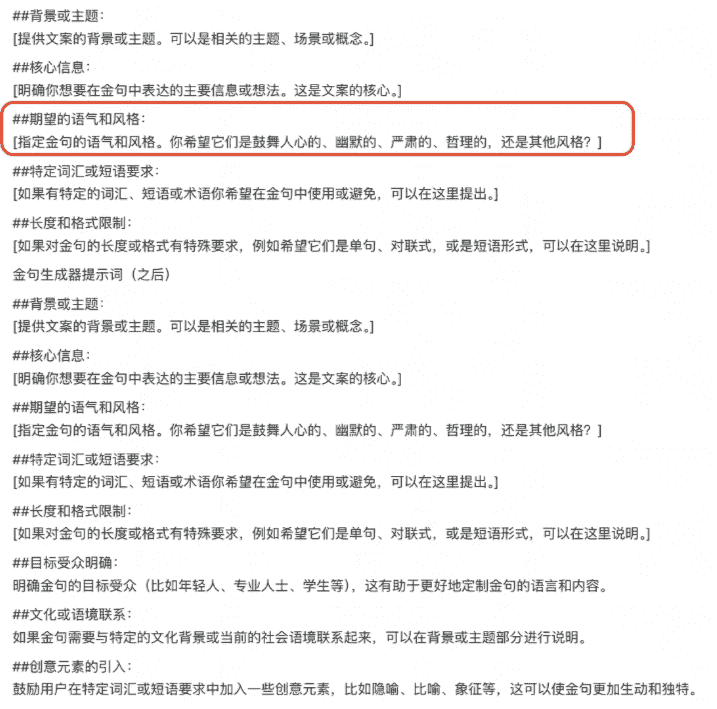 ##背景或主题：
[提供文案的背景或主题。可以是相关的主题、场景或概念。]
##核心信息：
[明确你想要在金句中表达的主要信息或想法。这是文案的核心。]
##期望的语气和风格：
[指定金句的语气和风格。你希望它们是鼓舞人心的、幽默的、严肃的、哲理的，还是其他风格？]
##特定词汇或短语要求：
[如果有特定的词汇、短语或术语你希望在金句中使用或避免，可以在这里提出。]
##长度和格式限制：
[如果对金句的长度或格式有特殊要求，例如希望它们是单句、对联式，或是短语形式，可以在这里说明。]
金句生成器提示词（之后）
##背景或主题：
[提供文案的背景或主题。可以是相关的主题、场景或概念。]
##核心信息：
[明确你想要在金句中表达的主要信息或想法。这是文案的核心。]
##期望的语气和风格：
[指定金句的语气和风格。你希望它们是鼓舞人心的、幽默的、严肃的、哲理的，还是其他风格？]
##特定词汇或短语要求：
[如果有特定的词汇、短语或术语你希望在金句中使用或避免，可以在这里提出。]
##长度和格式限制：
[如果对金句的长度或格式有特殊要求，例如希望它们是单句、对联式，或是短语形式，可以在这里说明。]
##目标受众明确：
明确金句的目标受众（比如年轻人、专业人士、学生等），这有助于更好地定制金句的语言和内容。
##文化或语境联系：
如果金句需要与特定的文化背景或当前的社会语境联系起来，可以在背景或主题部分进行说明。
##创意元素的引入：
鼓励用户在特定词汇或短语要求中加入一些创意元素，比如隐喻、比喻、象征等，这可以使金句更加生动和独特。